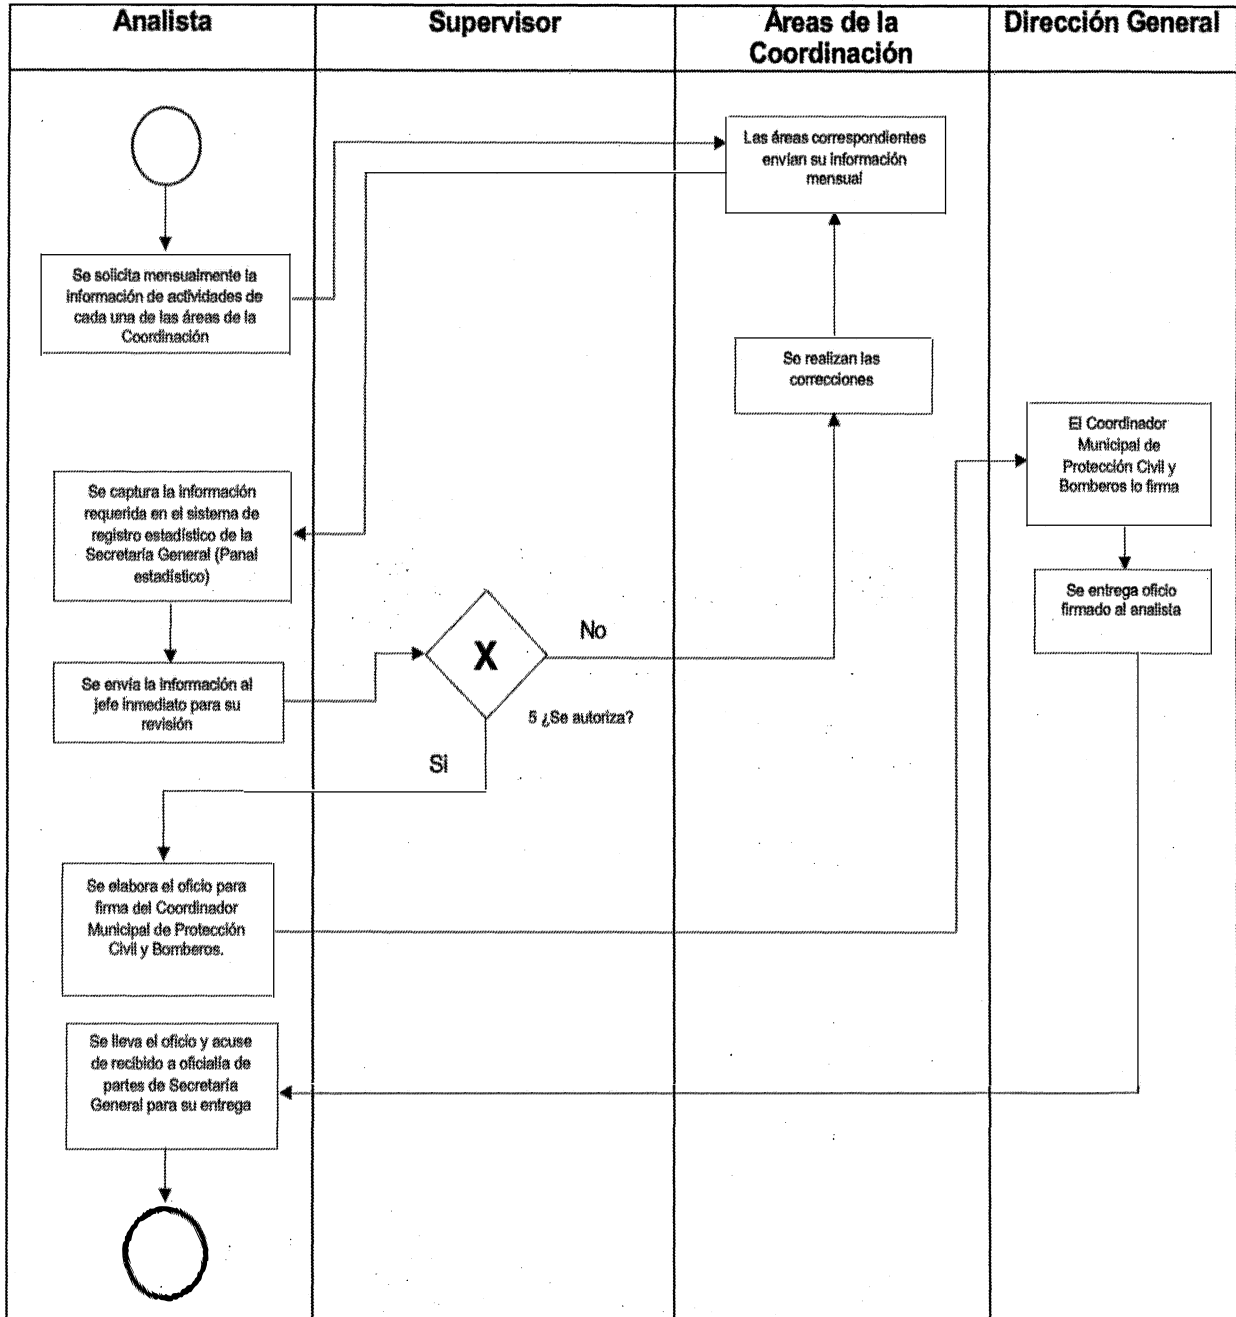 Analista
Supervisor
Áreas de la
Coordinación
Dirección General
Las áreas correspondientes
envían su información
mensual
Se solicita mensualmente la
información de actividades de
cada una de las áreas de la
Coordinación
Se realizan las
correcciones
El Coordinador
Municipal de
Protección Civil y
Bomberos lo firma
Se captura la información
requerida en el sistema de
registro estadístico de la
Secretaría General (Panal
estadístico)
Se entrega oficio
firmado al analista
X
No
Se envía la información al
jefe inmediato para su
revisión
5 ¿Se autoriza?
Si
Se elabora el oficio para
firma del Coordinador
Municipal de Protección
Civil y Bomberos.
Se lleva el oficio y acuse
de recibido a oficialía de
partes de Secretaría
General para su entrega